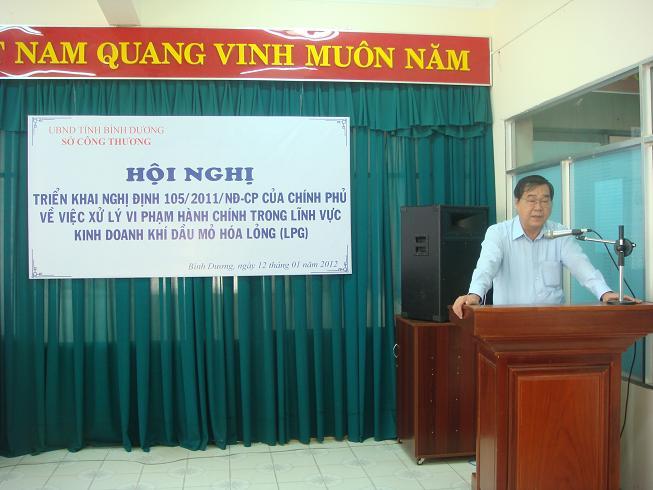 T NAM QUANG VINH MUÔN NĂM
UBND TỈNH BÌNH DƯƠNG
SỞ CÔNG THƯƠNG
HỘI NGHỊ
TRIỂN KHAI NGHỊ ĐỊNH 105/2011/NĐ-CP CỦA CHÍNH PHỦ
VỀ VIỆC XỬ LÝ VI PHẠM HÀNH CHÍNH TRONG LĨNH VỰC
KINH DOANH KHÍ DẦU MỎ HÓA LỎNG (LPG)
Bình Dương, ngày 12 tháng 01 năm 2012